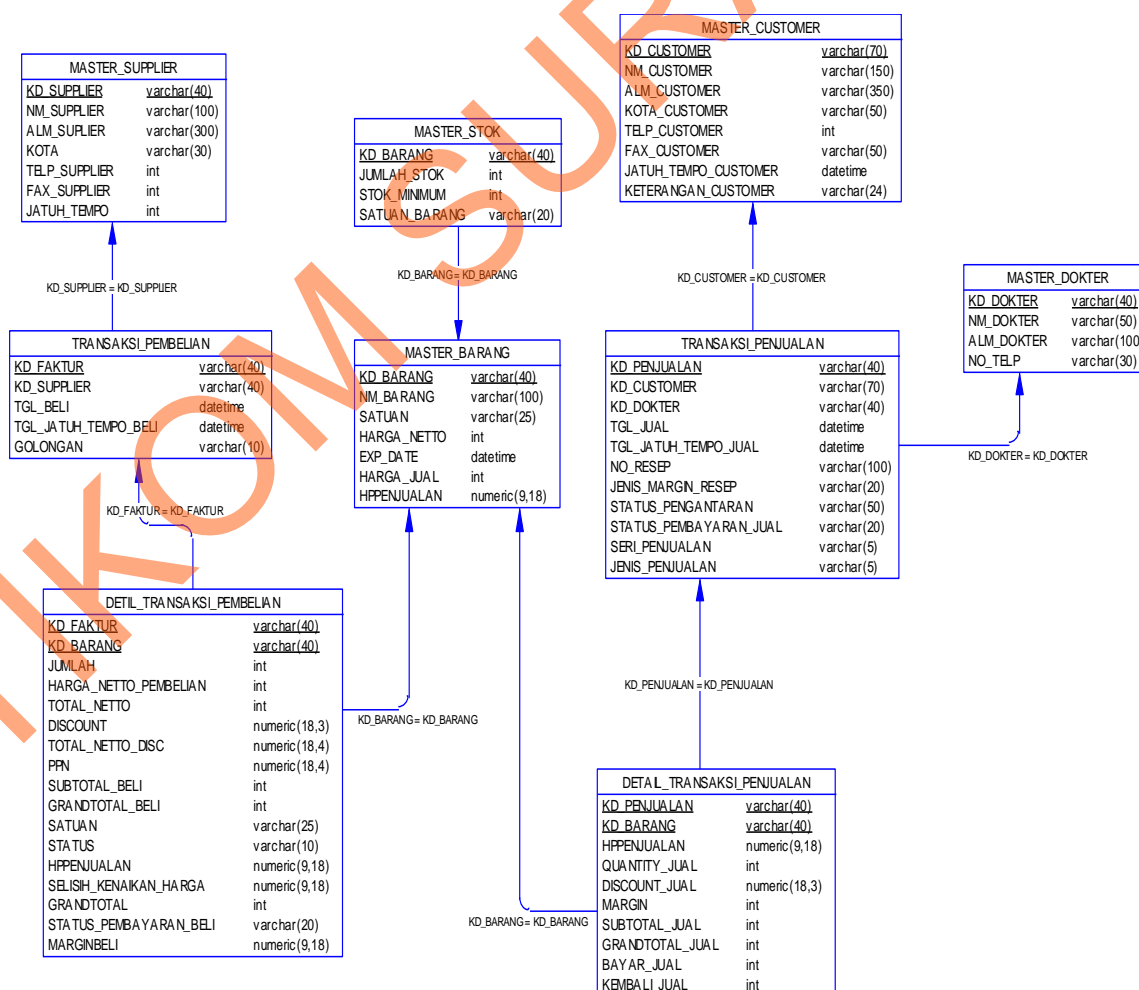 MASTER_SUPPLIER
KD_SUPPLIER varchar(40)
NM_SUPPLIER varchar(100)
ALM_SUPLIER varchar(300)
KOTA varchar(30)
TELP_SUPPLIER int
FAX_SUPPLIER int
JATUH_TEMPO int
KD_SUPPLIER = KD_SUPPLIER
TRANSAKSI_PEMBELIAN
KD_FAKTUR varchar(40)
KD_SUPPLIER varchar(40)
TGL_BELI datetime
TGL_JATUH_TEMPO_BELI datetime
GOLONGAN varchar(10)
KD_FAKTUR = KD_FAKTUR
DETIL_TRANSAKSI_PEMBELIAN
KD_FAKTUR varchar(40)
KD_BARANG varchar(40)
JUMLAH int
HARGA_NETTO_PEMBELIAN int
TOTAL_NETTO int
DISCOUNT numeric(18,3)
TOTAL_NETTO_DISC numeric(18,4)
PPN numeric(18,4)
SUBTOTAL_BELI int
GRANDTOTAL_BELI int
SATUAN varchar(25)
STATUS varchar(10)
HPPENJUALAN numeric(9,18)
SELISIH_KENAIKAN_HARGA numeric(9,18)
GRANDTOTAL int
STATUS_PEMBAYARAN_BELI varchar(20)
MARGINBELI numeric(9,18)
MASTER_STOK
KD_BARANG varchar(40)
JUMLAH_STOK int
STOK_MINIMUM int
SATUAN_BARANG varchar(20)
KD_BARANG = KD_BARANG
MASTER_BARANG
KD_BARANG varchar(40)
NM_BARANG varchar(100)
SATUAN varchar(25)
HARGA_NETTO int
EXP_DATE datetime
HARGA_JUAL int
HPPENJUALAN numeric(9,18)
KD_BARANG = KD_BARANG
KD_BARANG = KD_BARANG
MASTER_CUSTOMER
KD_CUSTOMER varchar(70)
NM_CUSTOMER varchar(150)
ALM_CUSTOMER varchar(350)
KOTA_CUSTOMER varchar(50)
TELP_CUSTOMER int
FAX_CUSTOMER varchar(50)
JATUH_TEMPO_CUSTOMER datetime
KETERANGAN_CUSTOMER varchar(24)
KD_CUSTOMER = KD_CUSTOMER
TRANSAKSI_PENJUALAN
KD_PENJUALAN varchar(40)
KD_CUSTOMER varchar(70)
KD_DOKTER varchar(40)
TGL_JUAL datetime
TGL_JATUH_TEMPO_JUAL datetime
NO_RESEP varchar(100)
JENIS_MARGIN_RESEP varchar(20)
STATUS_PENGANTARAN varchar(50)
STATUS_PEMBAYARAN_JUAL varchar(20)
SERI_PENJUALAN varchar(5)
JENIS_PENJUALAN varchar(5)
KD_PENJUALAN = KD_PENJUALAN
DETAIL_TRANSAKSI_PENJUALAN
KD_PENJUALAN varchar(40)
KD_BARANG varchar(40)
HPPENJUALAN numeric(9,18)
QUANTITY_JUAL int
DISCOUNT_JUAL numeric(18,3)
MARGIN int
SUBTOTAL_JUAL int
GRANDTOTAL_JUAL int
BAYAR_JUAL int
KEMBALI_JUAL int
MASTER_DOKTER
KD_DOKTER varchar(40)
NM_DOKTER varchar(50)
ALM_DOKTER varchar(100
NO_TELP varchar(30)
KD_DOKTER = KD_DOKTER
IKOM SURA